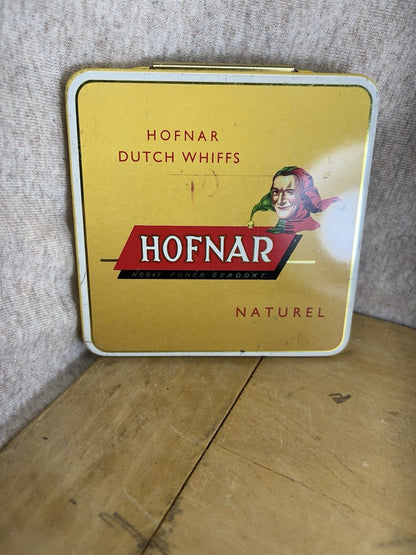 HOFNAR
DUTCH WHIFFS
HOFNAR
NOOIT FIJNER GEROOKT
NATUREL